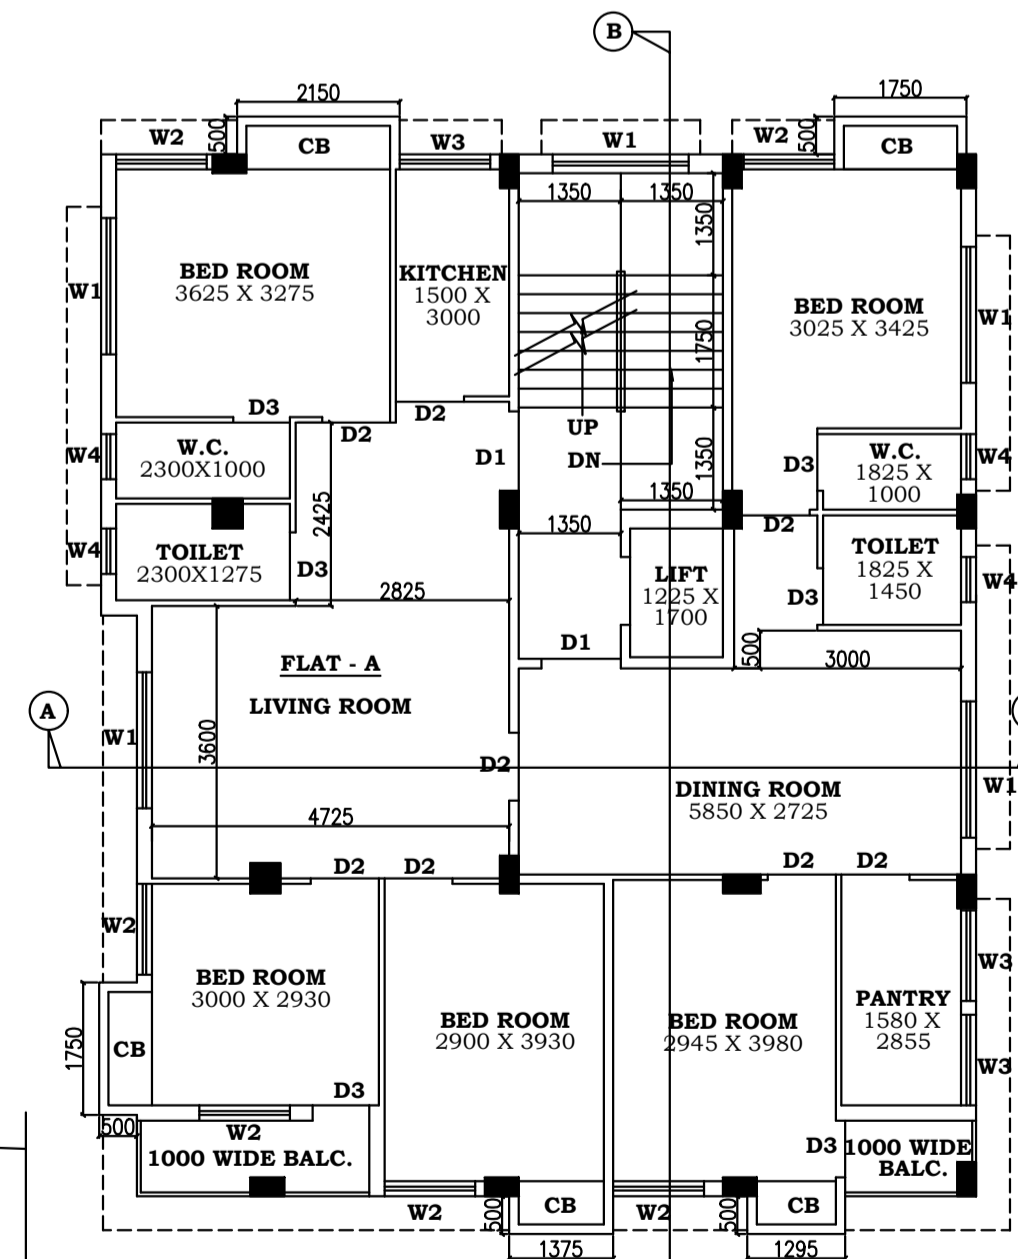 B
2150
1750
W2
500
CB
W3
W1
W2
500
CB
1350
1350
1350
W1
BED ROOM
3625 X 3275
KITCHEN
1500 X
3000
BED ROOM
3025 X 3425
W1
1750
D3
D2
D2
UP
W4
W.C.
2300X1000
D1
DN
1350
D3
W.C.
1825 X
1000
W4
2425
1350
1350
D2
W4
TOILET
2300X1275
D3
LIFT
1225 X
1700
TOILET
1825 X
1450
W4
2825
D3
D1
500
3000
FLAT - A
LIVING ROOM
A
W1
3600
D2
DINING ROOM
5850 X 2725
W1
4725
D2
D2
D2
D2
W2
BED ROOM
3000 X 2930
W3
PANTRY
1580 X
2855
BED ROOM
2900 X 3930
BED ROOM
2945 X 3980
1750
CB
W3
D3
500
W2
1000 WIDE BALC.
D3
1000 WIDE
BALC.
W2
500
CB
W2
500
CB
1375
1295